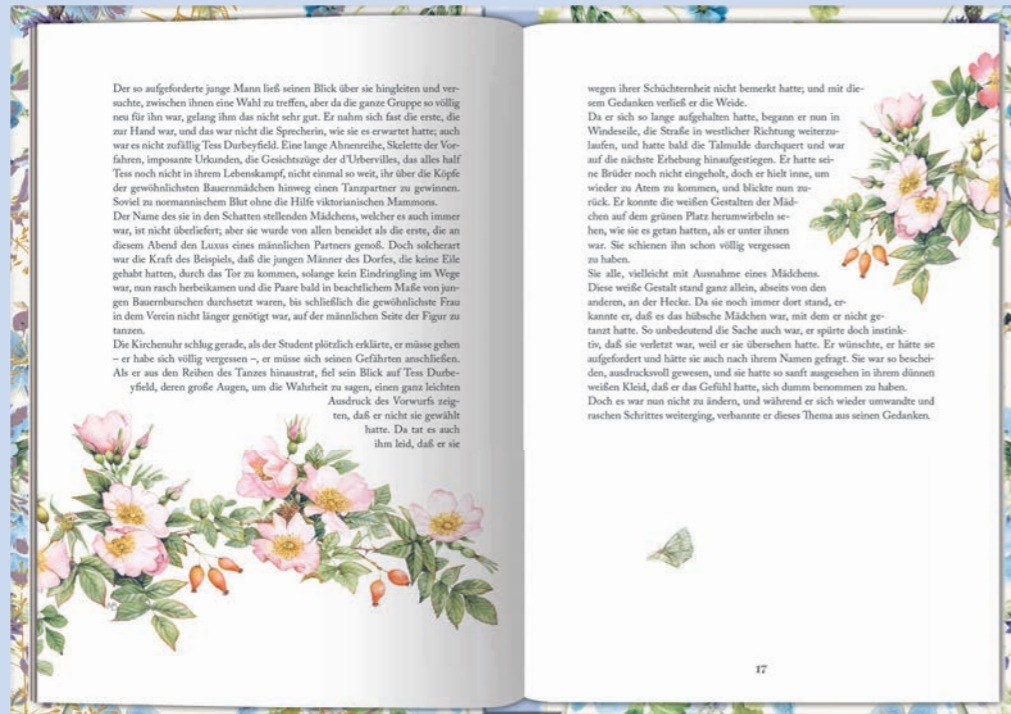 Der so aufgeforderte junge Mann ließ seinen Blick über sie hingleiten und ver-
suchte, zwischen ihnen eine Wahl zu treffen, aber da die ganze Gruppe so völlig
neu für ihn war, gelang ihm das nicht sehr gut. Er nahm sich fast die erste, die
zur Hand war, und das war nicht die Sprecherin, wie sie es erwartet hatte; auch
war es nicht zufällig Tess Durbeyfield. Eine lange Ahnenreihe, Skelette der Vor-
fahren, imposante Urkunden, die Gesichtszüge der d'Urbervilles, das alles half
Tess noch nicht in ihrem Lebenskampf, nicht einmal so weit, ihr über die Köpfe
der gewöhnlichsten Bauernmädchen hinweg einen Tanzpartner zu gewinnen.
Soviel zu normannischem Blut ohne die Hilfe viktorianischen Mammons.
Der Name des sie in den Schatten stellenden Mädchens, welcher es auch immer
war, ist nicht überliefert; aber sie wurde von allen beneidet als die erste, die an
diesem Abend den Luxus eines männlichen Partners genoß. Doch solcherart
war die Kraft des Beispiels, daß die jungen Männer des Dorfes, die keine Eile
gehabt hatten, durch das Tor zu kommen, solange kein Eindringling im Wege
war, nun rasch herbeikamen und die Paare bald in beachtlichem Maße von jun-
gen Bauernburschen durchsetzt waren, bis schließlich die gewöhnlichste Frau
in dem Verein nicht länger genötigt war, auf der männlichen Seite der Figur zu
tanzen.
Die Kirchenuhr schlug gerade, als der Student plötzlich erklärte, er müsse gehen
– er habe sich völlig vergessen –, er müsse sich seinen Gefährten anschließen.
Als er aus den Reihen des Tanzes hinaustrat, fiel sein Blick auf Tess Durbe-
yfield, deren große Augen, um die Wahrheit zu sagen, einen ganz leichten
Ausdruck des Vorwurfs zeig-
ten, daß er nicht sie gewählt
hatte. Da tat es auch
ihm leid, daß er sie
wegen ihrer Schüchternheit nicht bemerkt hatte; und mit die-
sem Gedanken verließ er die Weide.
Da er sich so lange aufgehalten hatte, begann er nun in
Windeseile, die Straße in westlicher Richtung weiterzu-
laufen, und hatte bald die Talmulde durchquert und war
auf die nächste Erhebung hinaufgestiegen. Er hatte sei-
ne Brüder noch nicht eingeholt, doch er hielt inne, um
wieder zu Atem zu kommen, und blickte nun zu-
rück. Er konnte die weißen Gestalten der Mäd-
chen auf dem grünen Platz herumwirbeln se-
hen, wie sie es getan hatten, als er unter ihnen
war. Sie schienen ihn schon völlig vergessen
zu haben.
Sie alle, vielleicht mit Ausnahme eines Mädchens.
Diese weiße Gestalt stand ganz allein, abseits von den
anderen, an der Hecke. Da sie noch immer dort stand, er-
kannte er, daß es das hübsche Mädchen war, mit dem er nicht ge-
tanzt hatte. So unbedeutend die Sache auch war, er spürte doch instink-
tiv, daß sie verletzt war, weil er sie übersehen hatte. Er wünschte, er hätte sie
aufgefordert und hätte sie auch nach ihrem Namen gefragt. Sie war so beschei-
den, ausdrucksvoll gewesen, und sie hatte so sanft ausgesehen in ihrem dünnen
weißen Kleid, daß er das Gefühl hatte, sich dumm benommen zu haben.
Doch es war nun nicht zu ändern, und während er sich wieder umwandte und
raschen Schrittes weiterging, verbannte er dieses Thema aus seinen Gedanken.
17